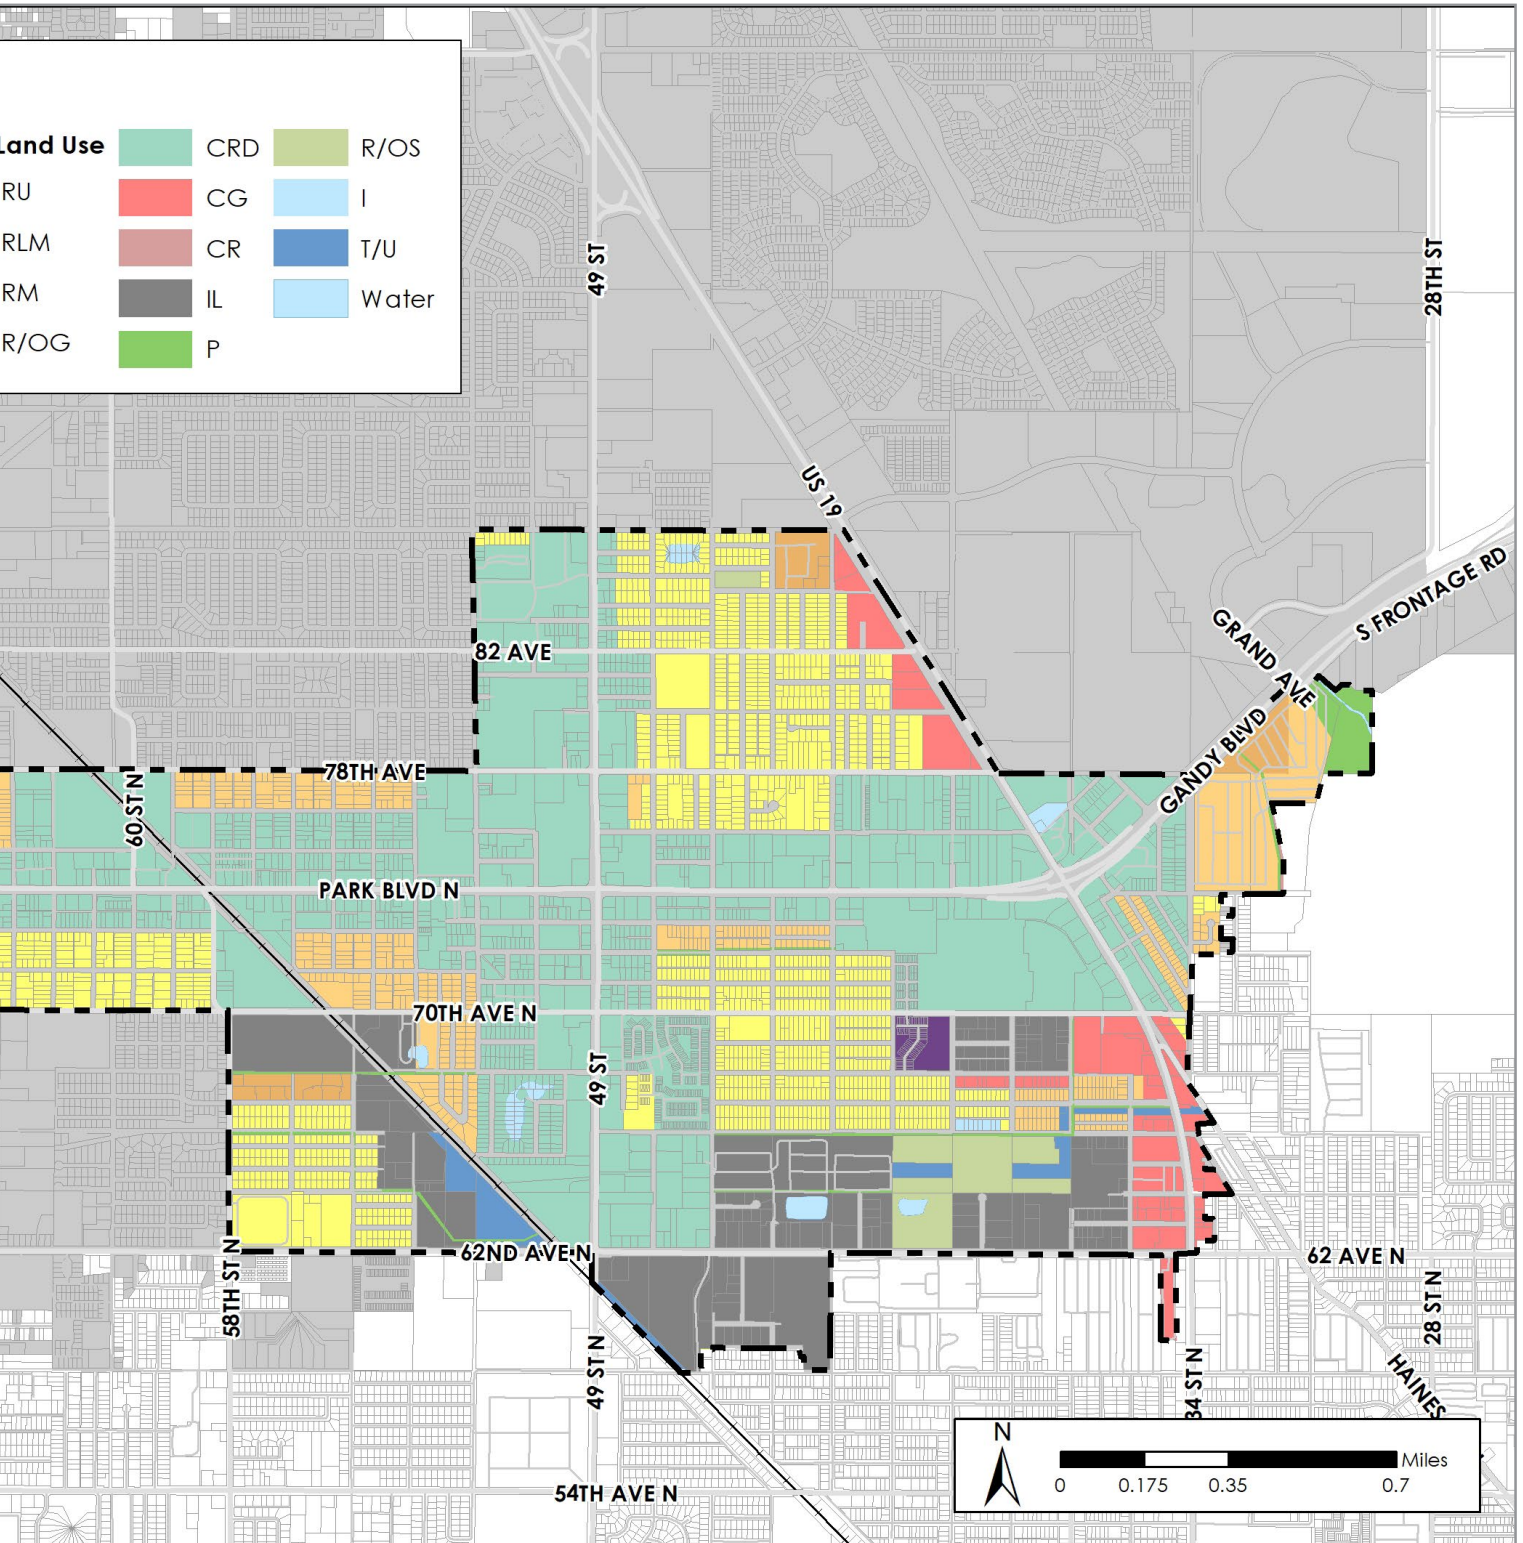 Land Use
CRD
R/OS
RU
CG
I
RLM
CR
T/U
RM
IL
Water
R/OG
P
49 ST
28TH ST
US 19
S FRONTAGE RD
GRAND AVE
82 AVE
GANDY BLVD
78TH AVE
60 ST N
PARK BLVD N
70TH AVE N
49 ST
62ND AVE N
62 AVE N
58TH ST N
28 ST N
49 ST N
34 ST N
HAINES
N
Miles
0
0.175
0.35
0.7
54TH AVE N